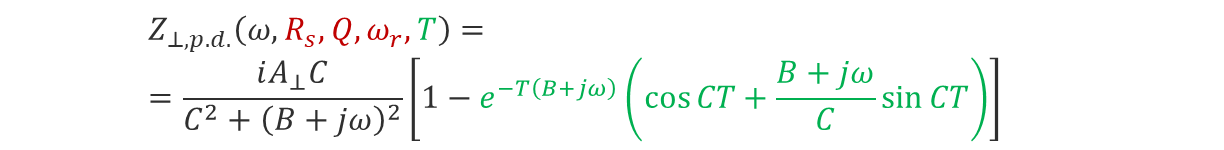 Z⊥,p.d.(ω, Rs, Q, ωr, T) =
= iA⊥C / (C² + (B + jω)²) [1 − e^−T(B+jω) (cos CT + (B + jω)/C sin CT)]